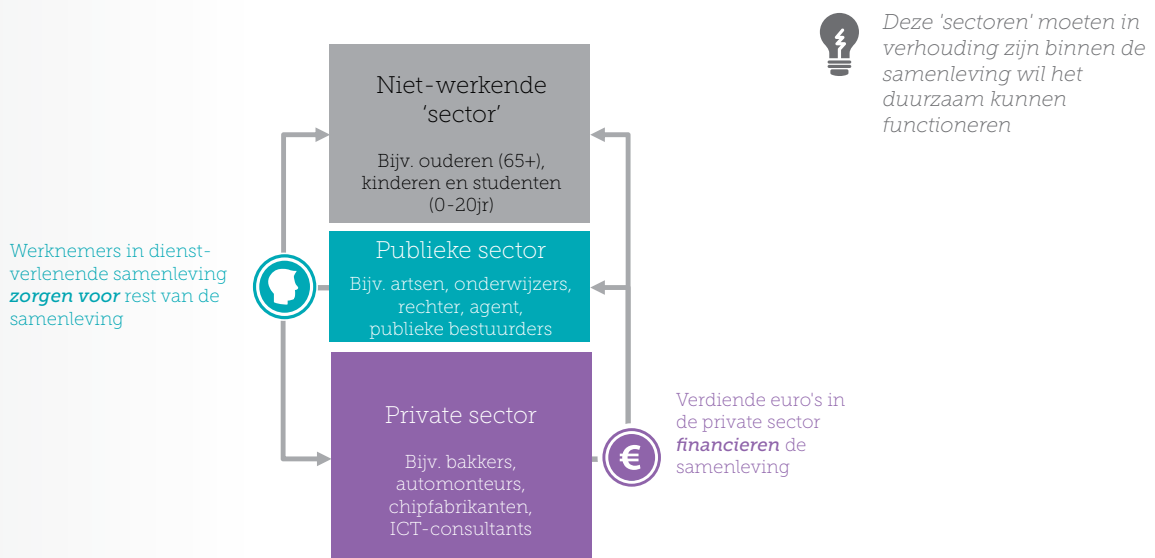 Deze 'sectoren' moeten in
verhouding zijn binnen de
samenleving wil het
duurzaam kunnen
functioneren
Niet-werkende
‘sector’
Bijv. ouderen (65+),
kinderen en studenten
(0-20jr)
Werknemers in dienst-
verlenende samenleving
zorgen voor rest van de
samenleving
Publieke sector
Bijv. artsen, onderwijzers,
rechter, agent,
publieke bestuurders
Private sector
Bijv. bakkers,
automonteurs,
chipfabrikanten,
ICT-consultants
€
Verdiende euro's in
de private sector
financieren de
samenleving